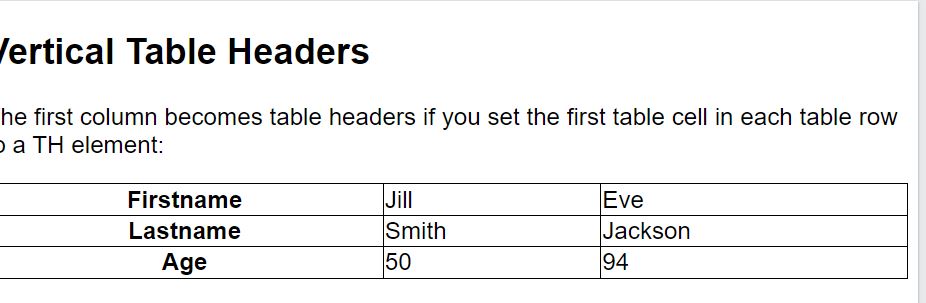 Vertical Table Headers
he first column becomes table headers if you set the first table cell in each table row
o a TH element:
Firstname Jill Eve
Lastname Smith Jackson
Age 50 94